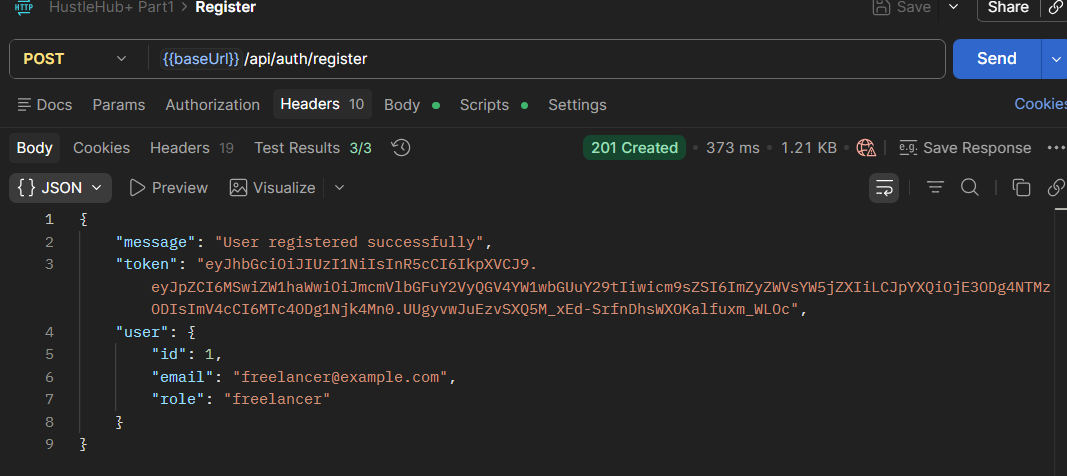 HTTP HustleHub+ Part1 > Register Save Share
POST {{baseUrl}} /api/auth/register Send
Docs Params Authorization Headers 10 Body Scripts Settings Cookies
Body Cookies Headers 19 Test Results 3/3 201 Created 373 ms 1.21 KB e.g. Save Response
{} JSON Preview Visualize
1 {
2 "message": "User registered successfully",
3 "token": "eyJhbGciOiJIUzI1NiIsInR5cCI6IkpXVCJ9.
eyJpZCI6MSwiZW1haWwiOiJmcmVlbGFuY2VyQGV4YW1wbGUuY29tIiwicm9sZSI6ImZyZWVsYW5jZXIiLCJpYXQiOjE3ODg4NTMz
ODIsImV4cCI6MTc4ODg1Njk4Mn0.UUgyvwJuEzvSXQ5M_xEd-SrfnDhsWXOKalfuxm_WLOc",
4 "user": {
5 "id": 1,
6 "email": "freelancer@example.com",
7 "role": "freelancer"
8 }
9 }